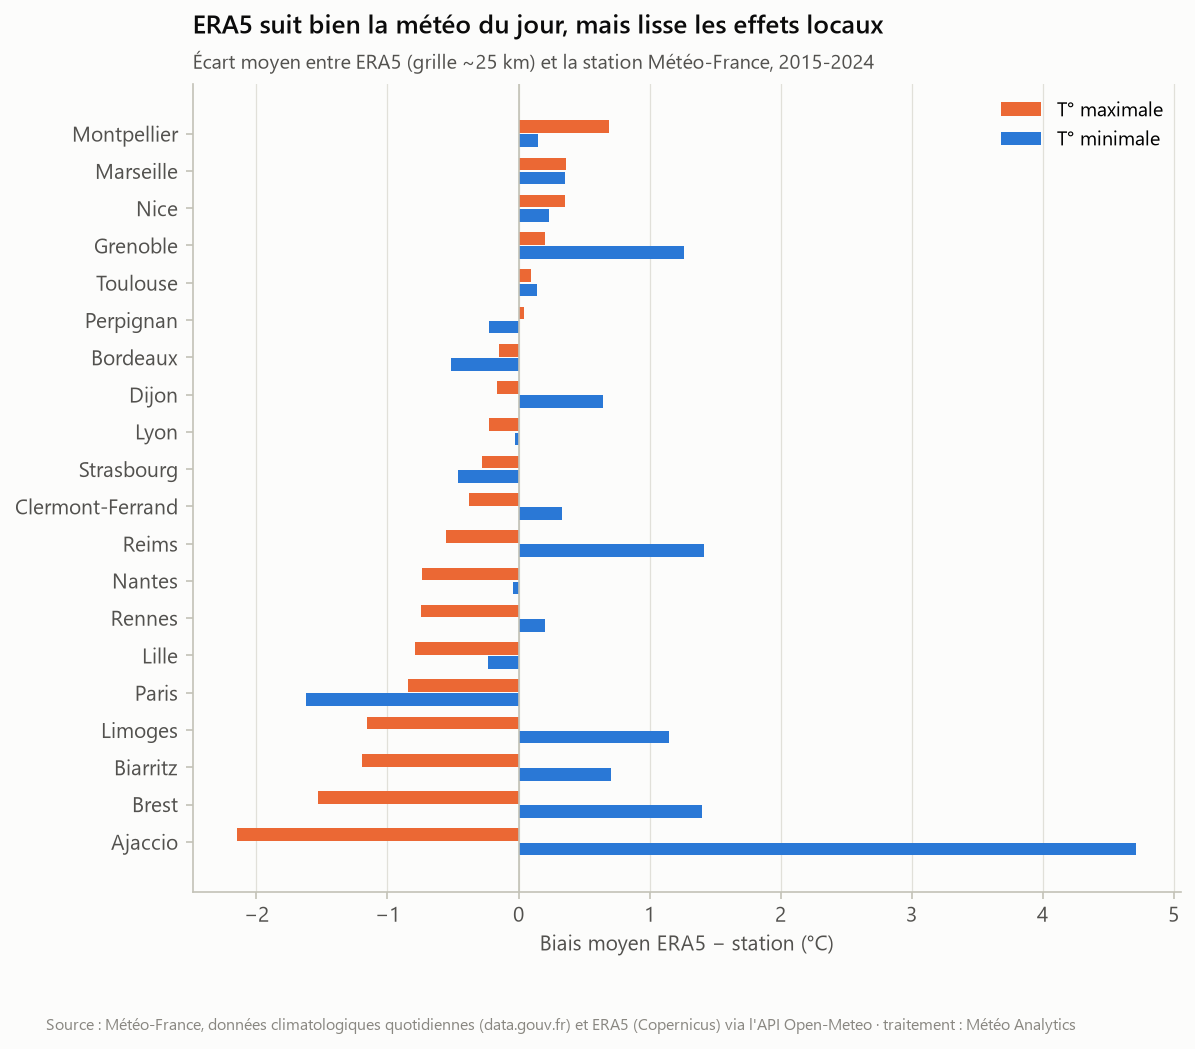 ERA5 suit bien la météo du jour, mais lisse les effets locaux
Écart moyen entre ERA5 (grille ~25 km) et la station Météo-France, 2015-2024
T° maximale
T° minimale
Montpellier
Marseille
Nice
Grenoble
Toulouse
Perpignan
Bordeaux
Dijon
Lyon
Strasbourg
Clermont-Ferrand
Reims
Nantes
Rennes
Lille
Paris
Limoges
Biarritz
Brest
Ajaccio
−2 −1 0 1 2 3 4 5
Biais moyen ERA5 − station (°C)
Source : Météo-France, données climatologiques quotidiennes (data.gouv.fr) et ERA5 (Copernicus) via l'API Open-Meteo · traitement : Météo Analytics